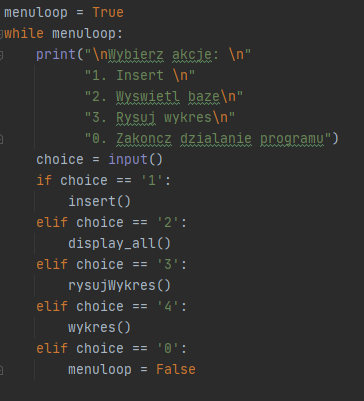 menuloop = True
while menuloop:
    print("\nWybierz akcje: \n"
          "1. Insert \n"
          "2. Wyswietl baze\n"
          "3. Rysuj wykres\n"
          "0. Zakoncz dzialanie programu")
    choice = input()
    if choice == '1':
        insert()
    elif choice == '2':
        display_all()
    elif choice == '3':
        rysujWykres()
    elif choice == '4':
        wykres()
    elif choice == '0':
        menuloop = False